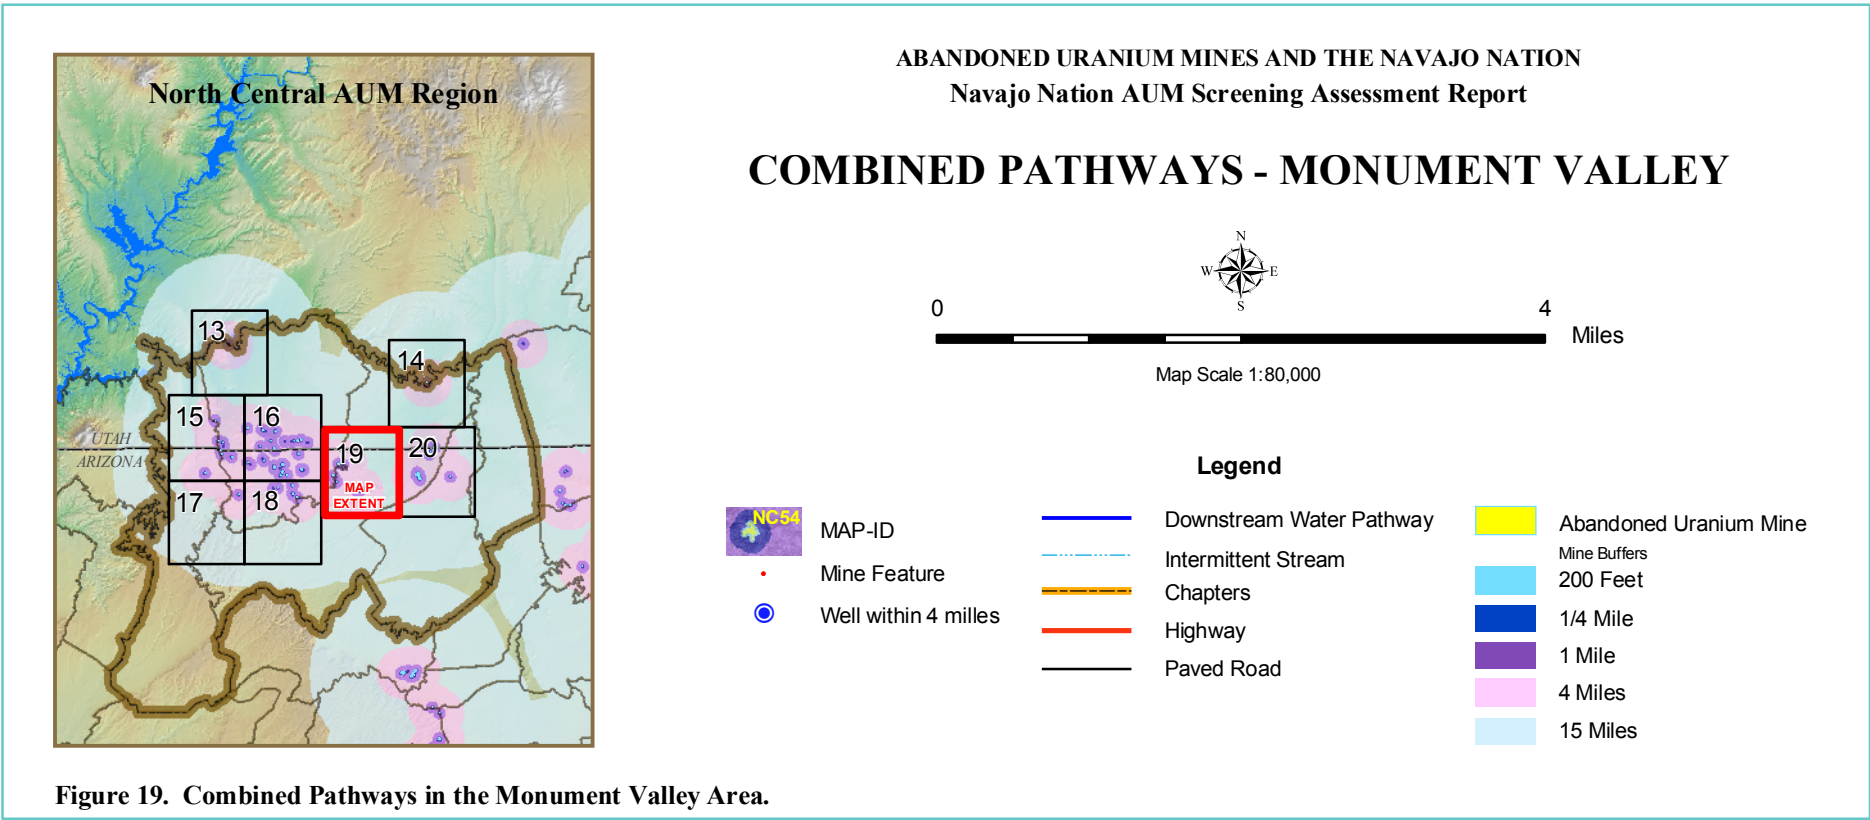 North Central AUM Region
13
14
15
16
UTAH
ARIZONA
19
20
MAP
EXTENT
17
18
ABANDONED URANIUM MINES AND THE NAVAJO NATION
Navajo Nation AUM Screening Assessment Report
COMBINED PATHWAYS - MONUMENT VALLEY
N
W
E
S
0
4
Miles
Map Scale 1:80,000
Legend
NC54
MAP-ID
Mine Feature
Well within 4 milles
Downstream Water Pathway
Intermittent Stream
Chapters
Highway
Paved Road
Abandoned Uranium Mine
Mine Buffers
200 Feet
1/4 Mile
1 Mile
4 Miles
15 Miles
Figure 19. Combined Pathways in the Monument Valley Area.